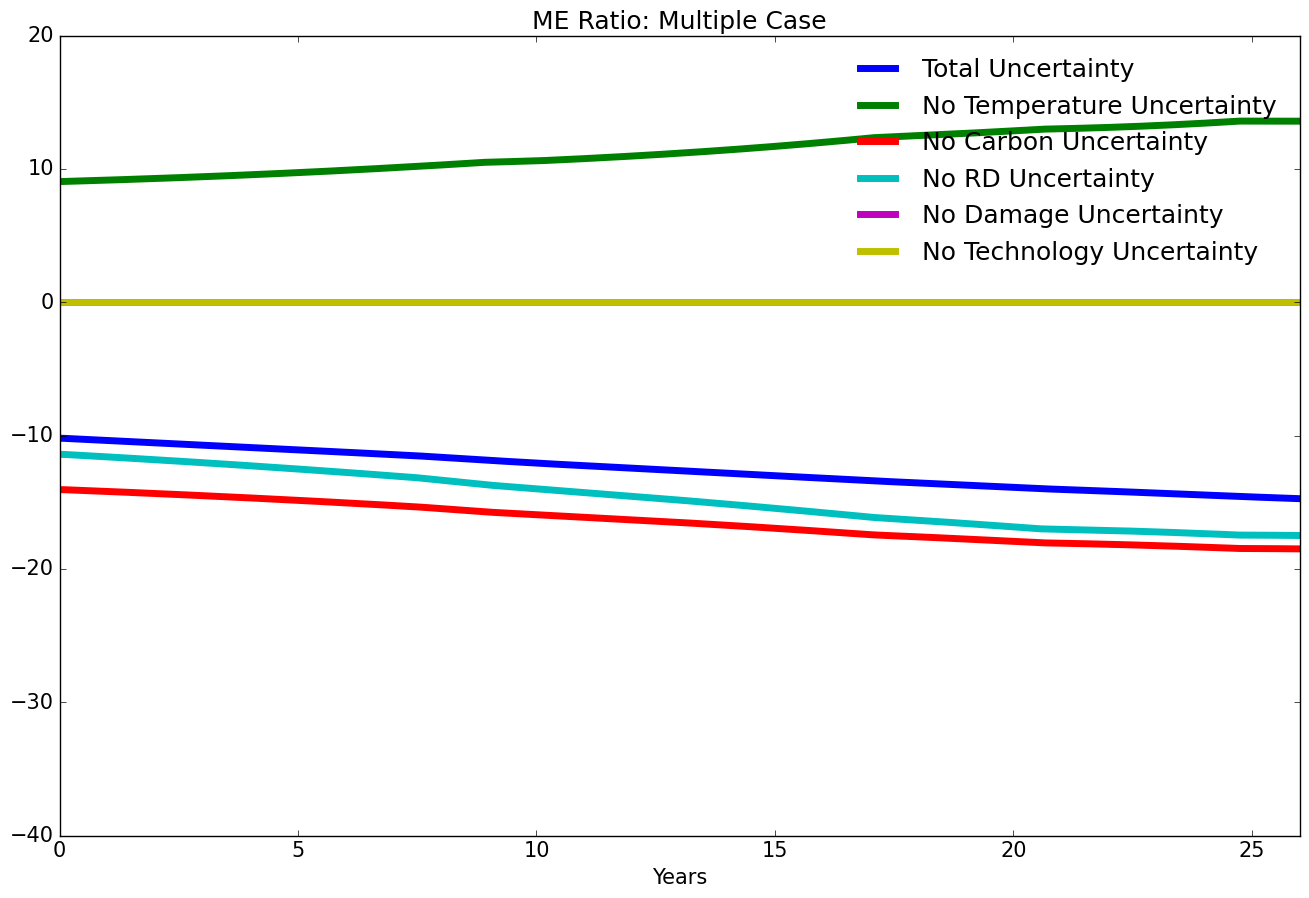 ME Ratio: Multiple Case
20
10
0
−10
−20
−30
−40
Total Uncertainty
No Temperature Uncertainty
No Carbon Uncertainty
No RD Uncertainty
No Damage Uncertainty
No Technology Uncertainty
0 5 10 15 20 25
Years